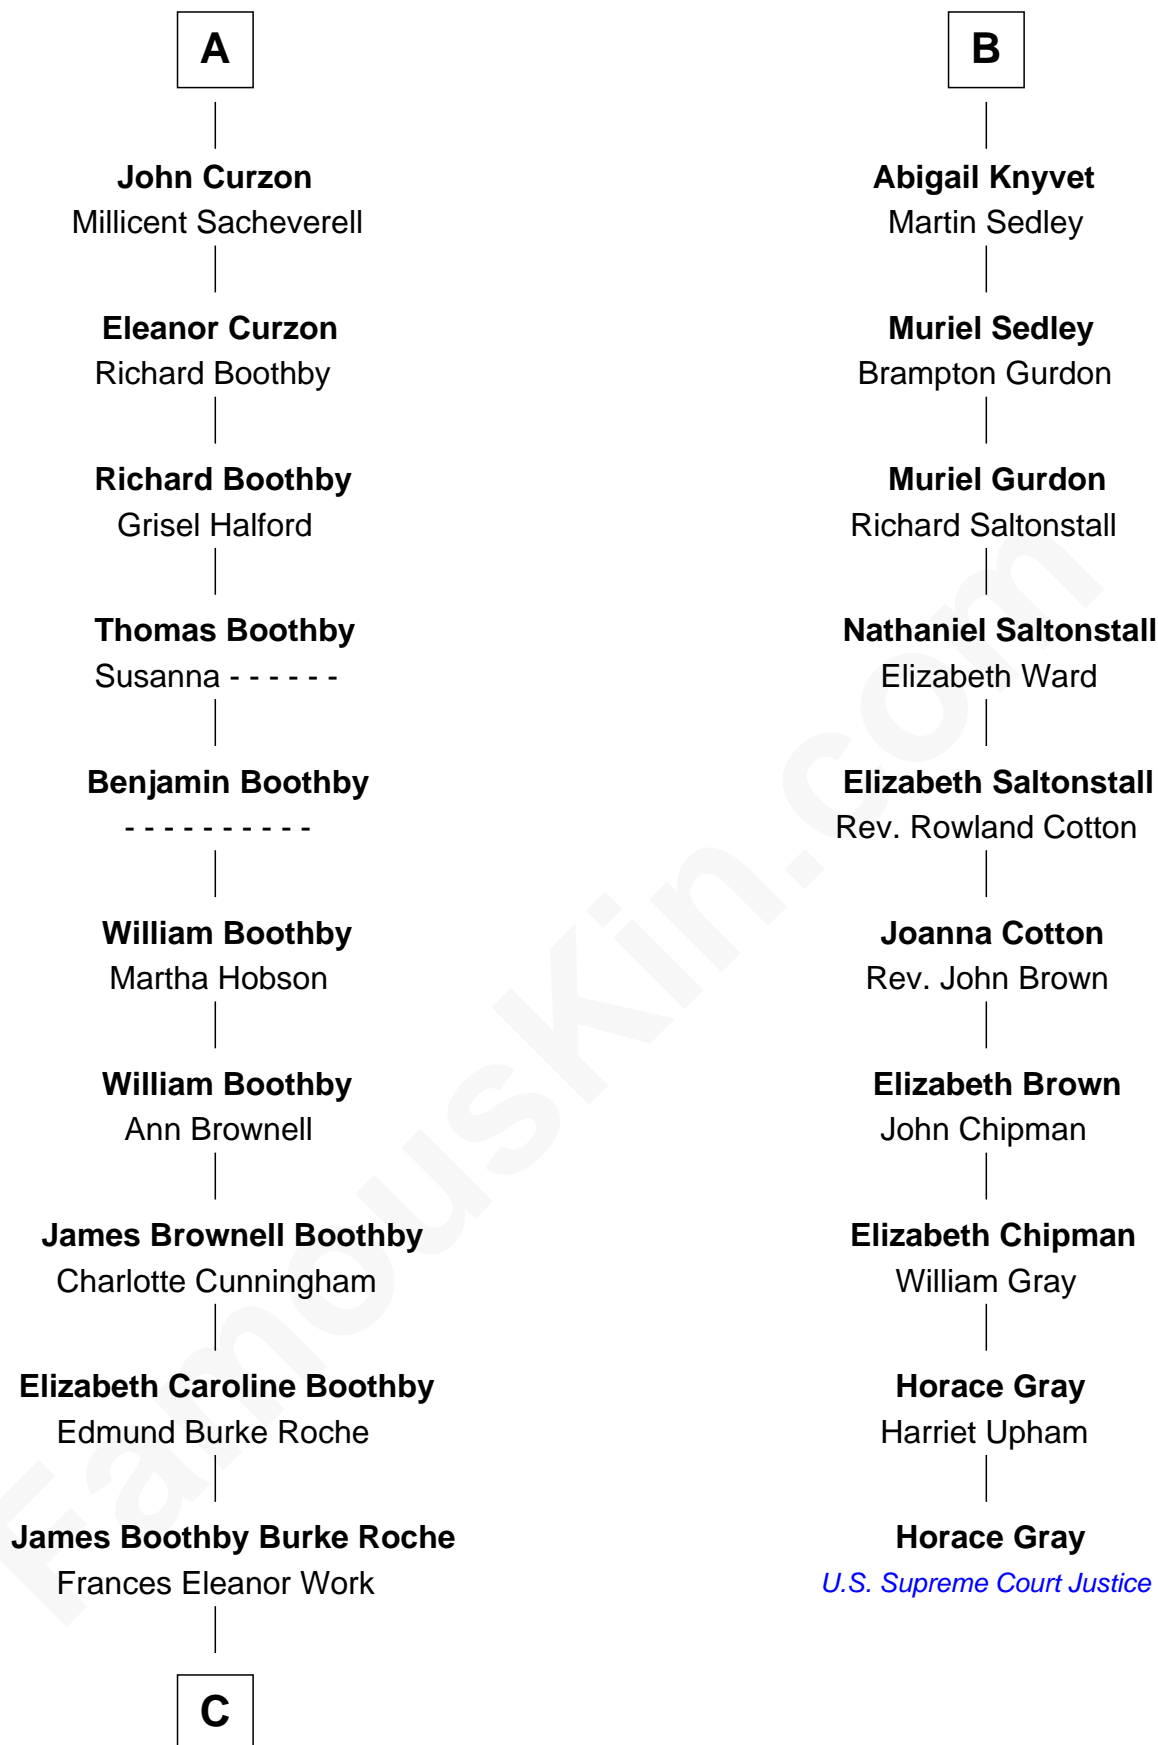 A
John Curzon
Millicent Sacheverell
Eleanor Curzon
Richard Boothby
Richard Boothby
Grisel Halford
Thomas Boothby
Susanna - - - - - -
Benjamin Boothby
- - - - - - - - - -
William Boothby
Martha Hobson
William Boothby
Ann Brownell
James Brownell Boothby
Charlotte Cunningham
Elizabeth Caroline Boothby
Edmund Burke Roche
James Boothby Burke Roche
Frances Eleanor Work
C
B
Abigail Knyvet
Martin Sedley
Muriel Sedley
Brampton Gurdon
Muriel Gurdon
Richard Saltonstall
Nathaniel Saltonstall
Elizabeth Ward
Elizabeth Saltonstall
Rev. Rowland Cotton
Joanna Cotton
Rev. John Brown
Elizabeth Brown
John Chipman
Elizabeth Chipman
William Gray
Horace Gray
Harriet Upham
Horace Gray
U.S. Supreme Court Justice
FamousKin.com